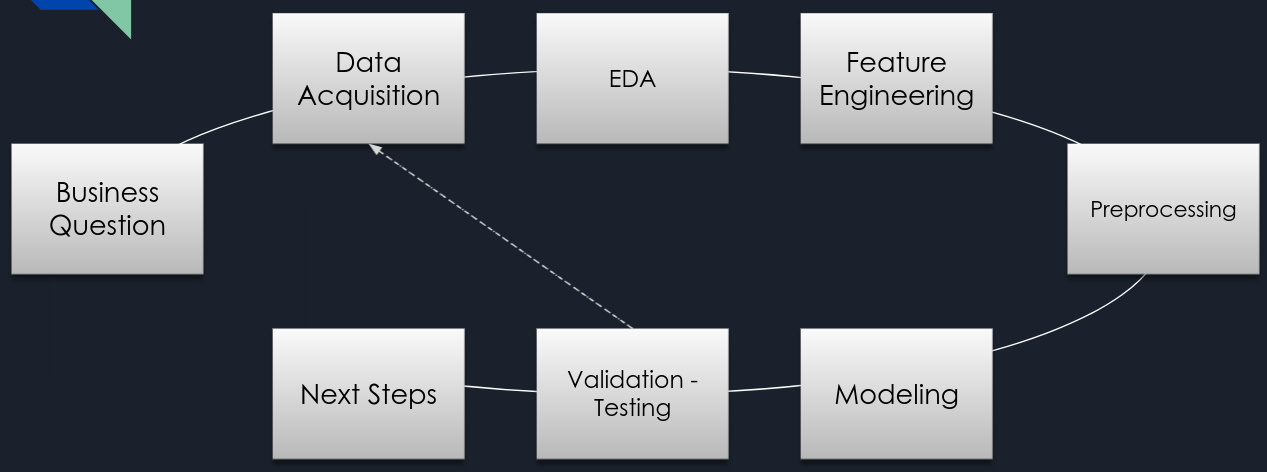 Data
Acquisition
EDA
Feature
Engineering
Business
Question
Preprocessing
Next Steps
Validation -
Testing
Modeling